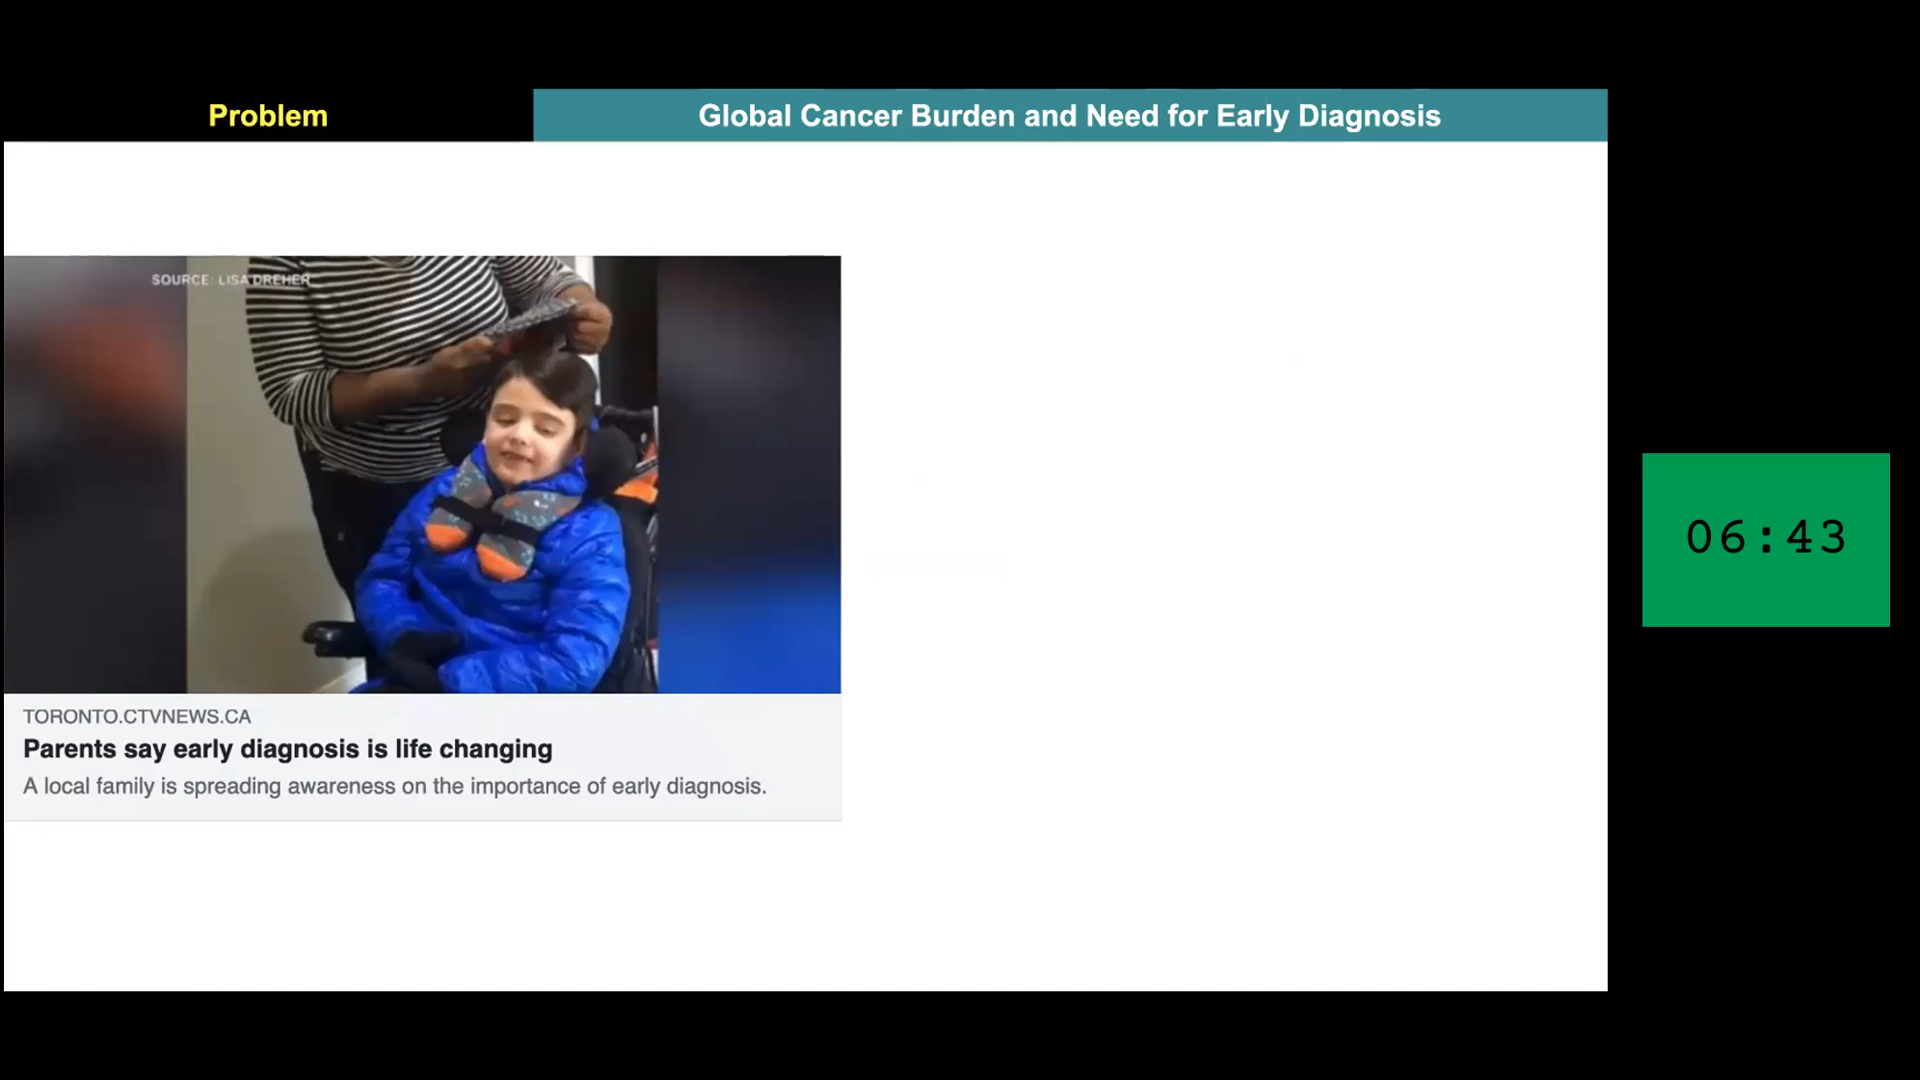 Problem
Global Cancer Burden and Need for Early Diagnosis
SOURCE: LISA DREHER
06:43
TORONTO.CTVNEWS.CA
Parents say early diagnosis is life changing
A local family is spreading awareness on the importance of early diagnosis.